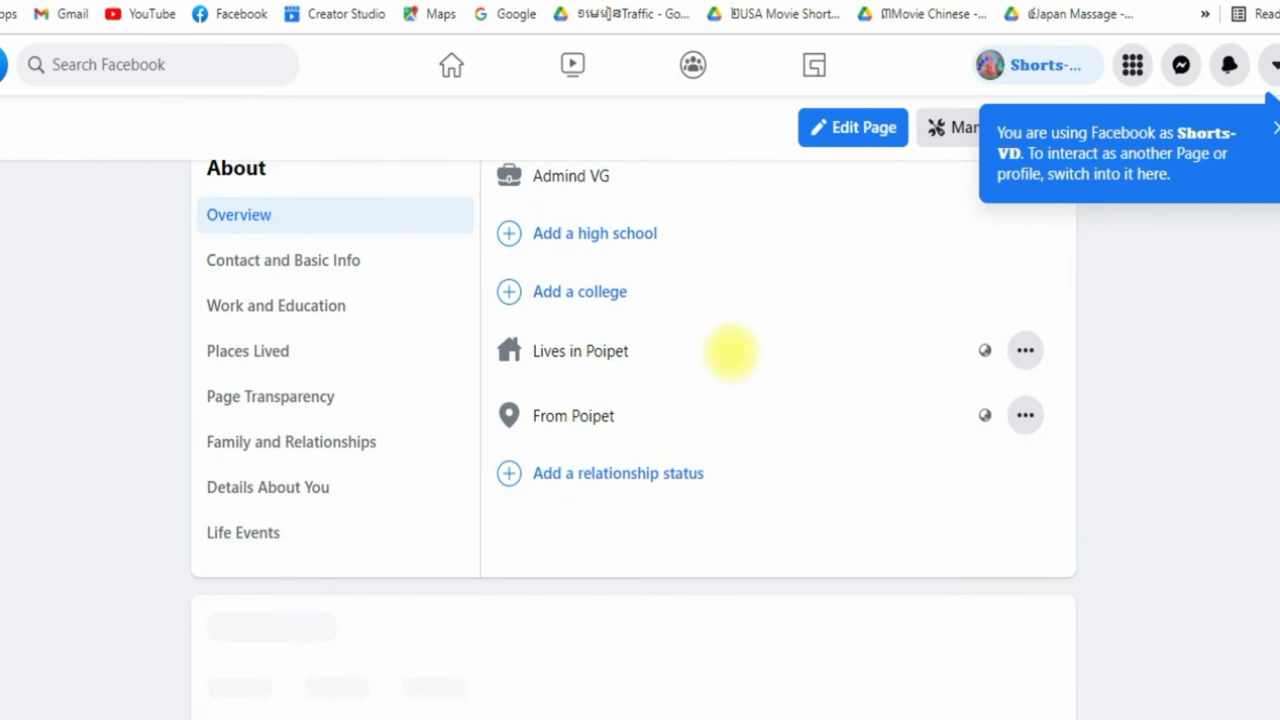 ps Gmail YouTube Facebook Creator Studio Maps Google Traffic - Go... USA Movie Short... Movie Chinese -... Japan Massage -... » Read
Search Facebook
Shorts-...
Edit Page
Man
You are using Facebook as Shorts-
VD. To interact as another Page or
profile, switch into it here.
About
Overview
Contact and Basic Info
Work and Education
Places Lived
Page Transparency
Family and Relationships
Details About You
Life Events
Admind VG
Add a high school
Add a college
Lives in Poipet
From Poipet
Add a relationship status